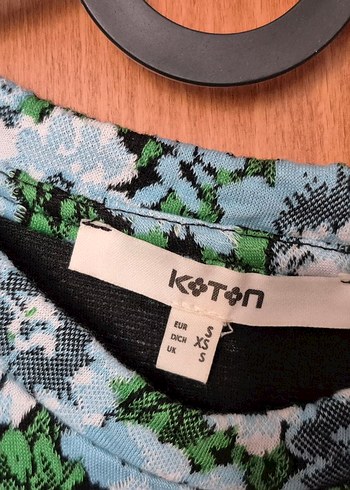 KOTON
EUR S
D/CH XS
UK S